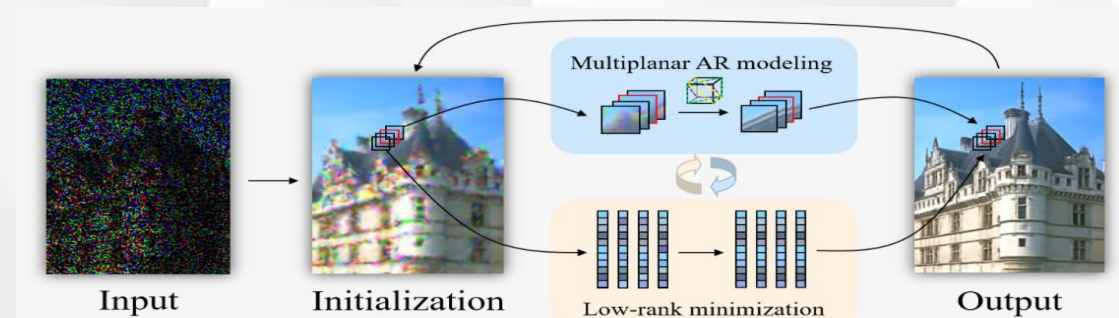 Multiplanar AR modeling
Low-rank minimization
Input
Initialization
Output